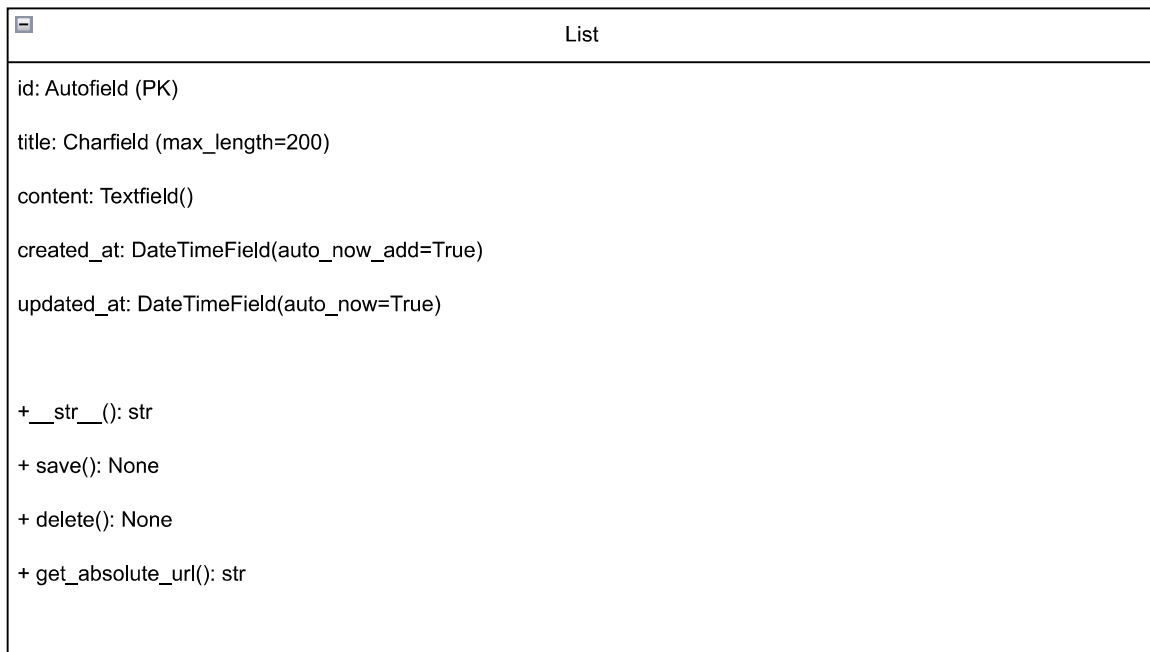 List
id: Autofield (PK)
title: Charfield (max_length=200)
content: Textfield()
created_at: DateTimeField(auto_now_add=True)
updated_at: DateTimeField(auto_now=True)
+__str__(): str
+ save(): None
+ delete(): None
+ get_absolute_url(): str